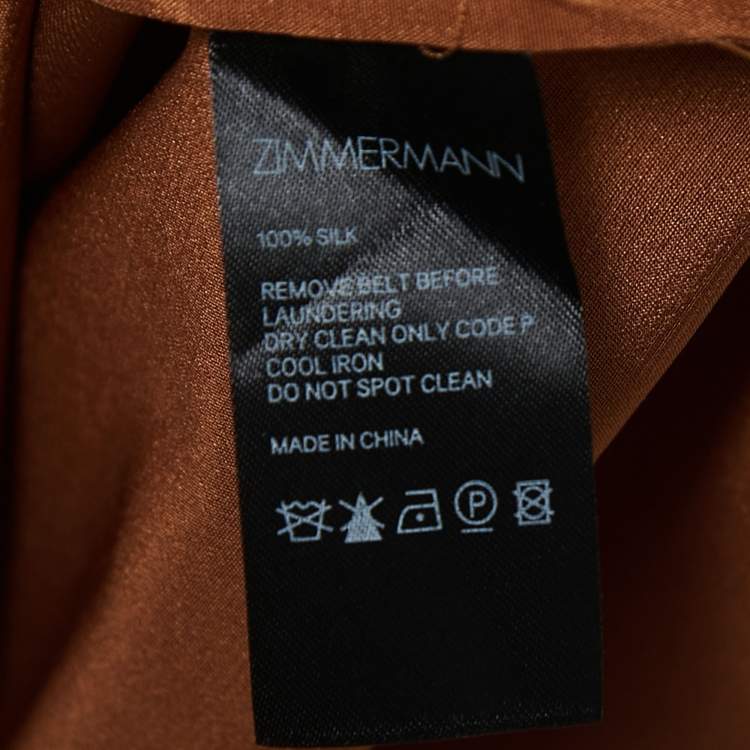 ZIMMERMANN
100% SILK
REMOVE BELT BEFORE
LAUNDERING
DRY CLEAN ONLY CODE P
COOL IRON
DO NOT SPOT CLEAN
MADE IN CHINA
P